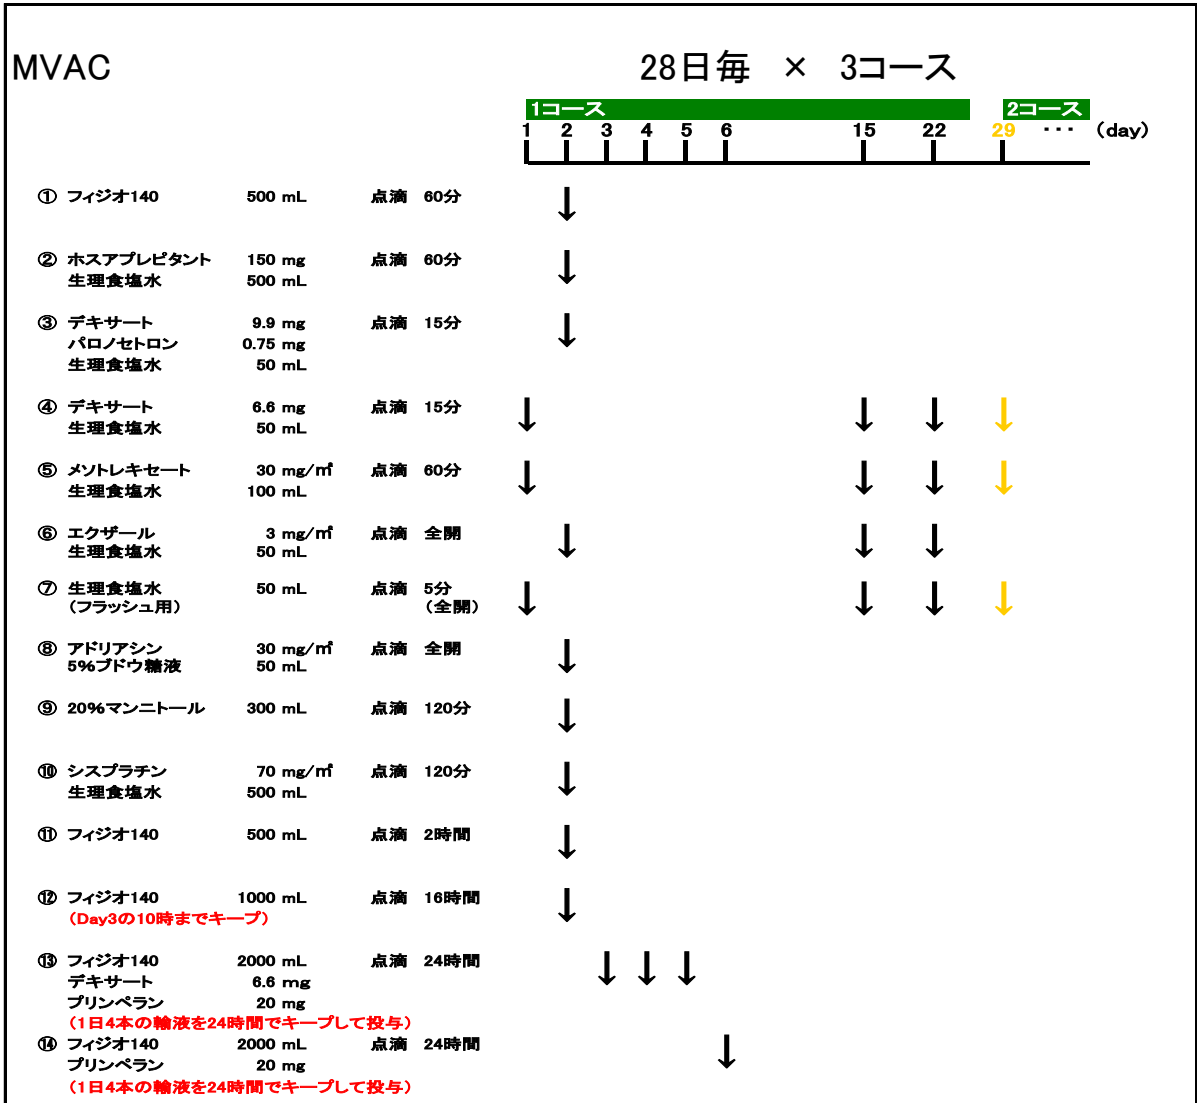 MVAC 28日毎 × 3コース
1コース 2コース
1 2 3 4 5 6 15 22 29 ・・・ (day)
① フィジオ140 500 mL 点滴 60分
② ホスアプレピタント 150 mg 点滴 60分
生理食塩水 500 mL
③ デキサート 9.9 mg 点滴 15分
パロノセトロン 0.75 mg
生理食塩水 50 mL
④ デキサート 6.6 mg 点滴 15分
生理食塩水 50 mL
⑤ メソトレキセート 30 mg/㎡ 点滴 60分
生理食塩水 100 mL
⑥ エクザール 3 mg/㎡ 点滴 全開
生理食塩水 50 mL
⑦ 生理食塩水 50 mL 点滴 5分
(フラッシュ用) (全開)
⑧ アドリアシン 30 mg/㎡ 点滴 全開
5%ブドウ糖液 50 mL
⑨ 20%マンニトール 300 mL 点滴 120分
⑩ シスプラチン 70 mg/㎡ 点滴 120分
生理食塩水 500 mL
⑪ フィジオ140 500 mL 点滴 2時間
⑫ フィジオ140 1000 mL 点滴 16時間
(Day3の10時までキープ)
⑬ フィジオ140 2000 mL 点滴 24時間
デキサート 6.6 mg
プリンペラン 20 mg
(1日4本の輸液を24時間でキープして投与)
⑭ フィジオ140 2000 mL 点滴 24時間
プリンペラン 20 mg
(1日4本の輸液を24時間でキープして投与)